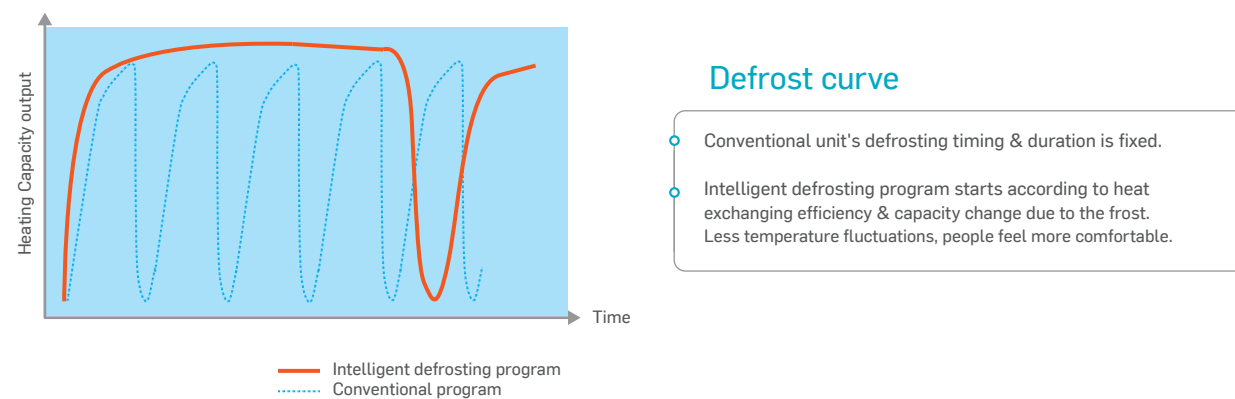 Heating Capacity output
Time
Intelligent defrosting program
Conventional program
Defrost curve
Conventional unit's defrosting timing & duration is fixed.
Intelligent defrosting program starts according to heat
exchanging efficiency & capacity change due to the frost.
Less temperature fluctuations, people feel more comfortable.